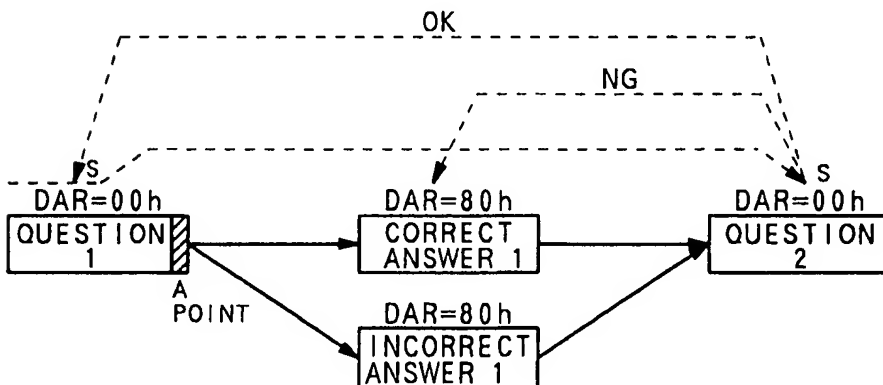 OK
NG
S
S
DAR=00h
DAR=80h
DAR=00h
QUESTION
1
CORRECT
ANSWER 1
QUESTION
2
A
POINT
DAR=80h
INCORRECT
ANSWER 1